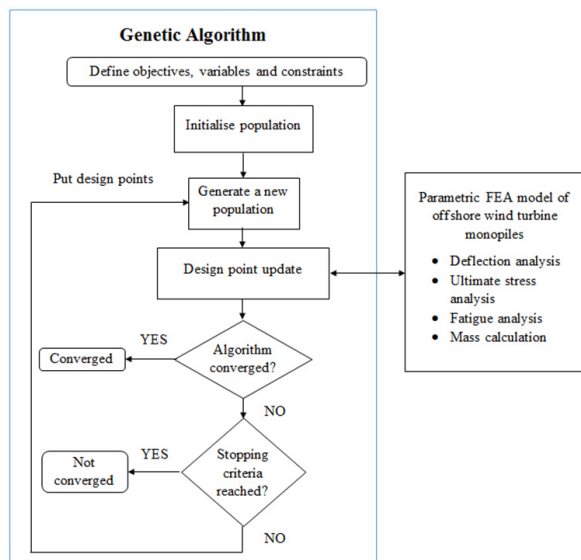 Genetic Algorithm
Define objectives, variables and constraints
Initialise population
Put design points
Generate a new
population
Design point update
Parametric FEA model of
offshore wind turbine
monopiles
• Deflection analysis
• Ultimate stress
analysis
• Fatigue analysis
• Mass calculation
YES
Converged
Algorithm
converged?
NO
YES
Not
converged
Stopping
criteria
reached?
NO